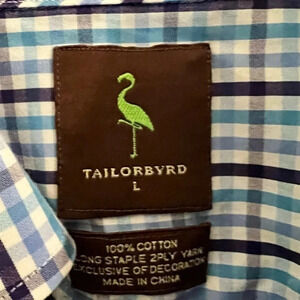 TAILORBYRD
L
100% COTTON
LONG STAPLE 2PLY YARN
EXCLUSIVE OF DECORATION
MADE IN CHINA